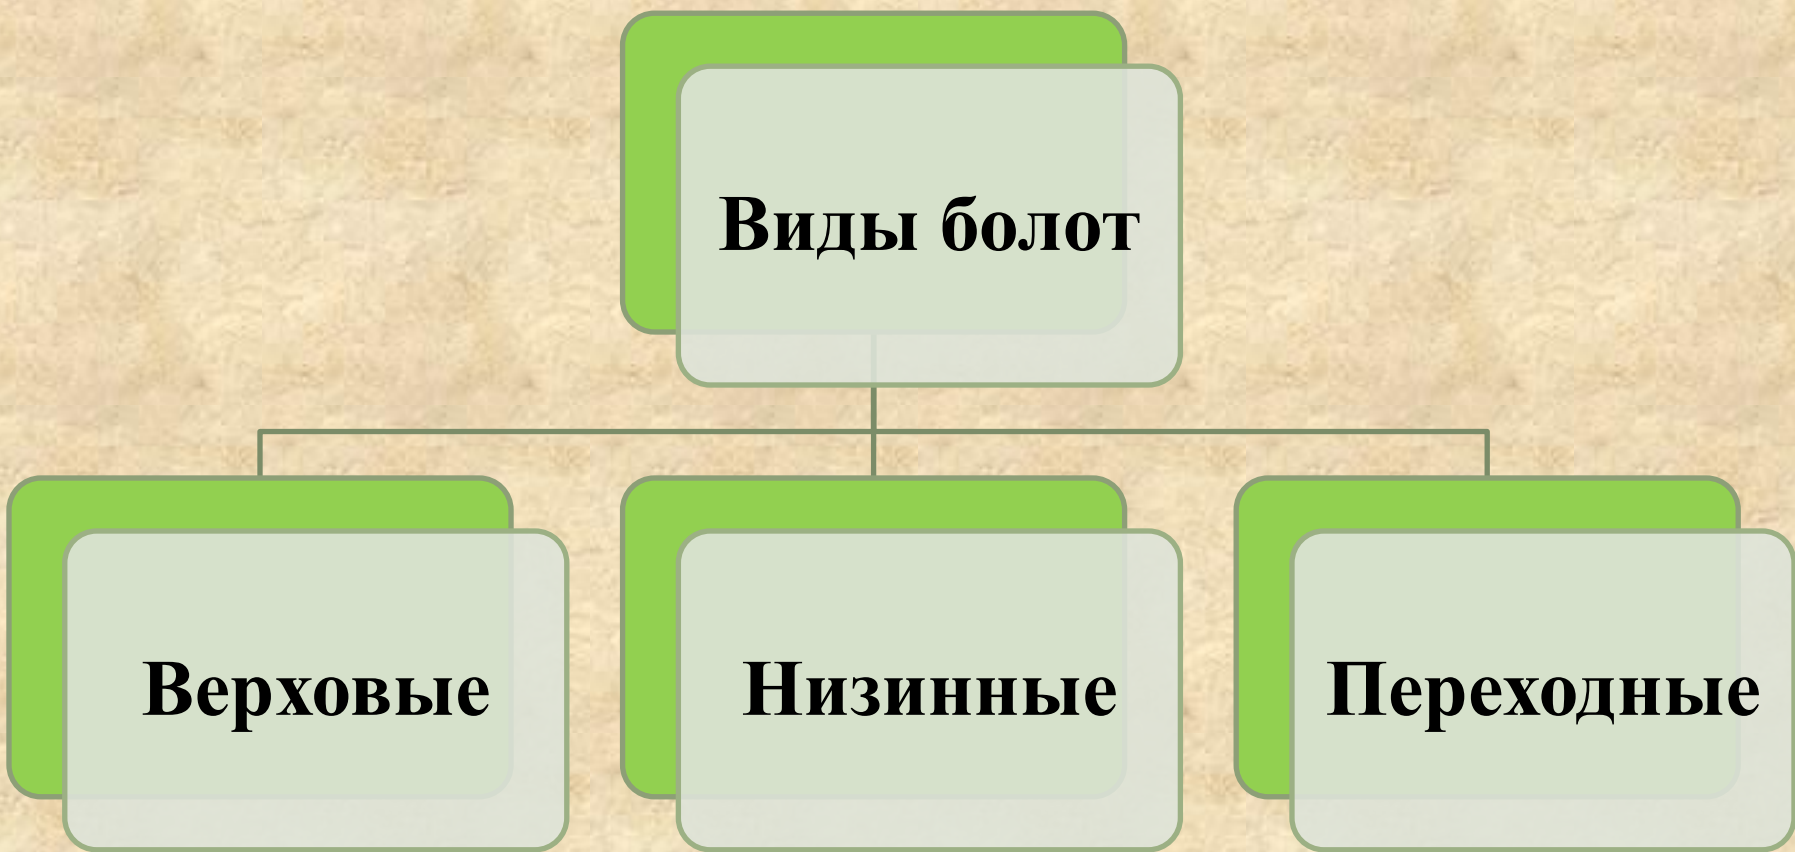 Виды болот
Верховые
Низинные
Переходные